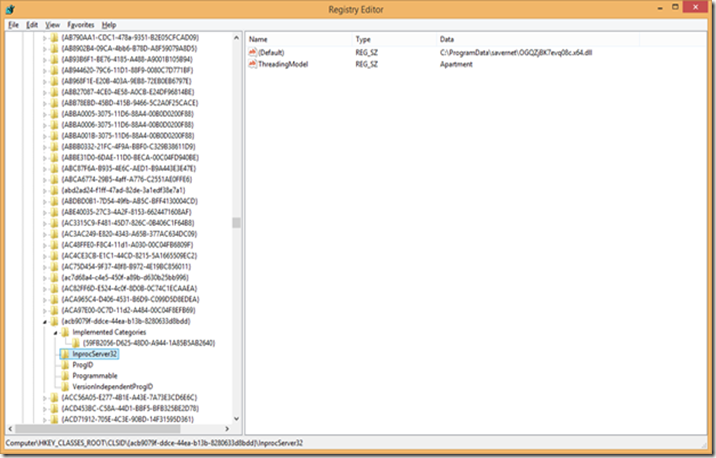 Registry Editor
File Edit View Favorites Help
{AB790AA1-CDC1-478a-9351-B2E05CFCAD09}
{AB8902B4-09CA-4bb6-B78D-A8F59079A8D5}
{AB93B6F1-BE76-4185-A488-A9001B105B94}
{AB944620-79C6-11D1-88F9-0080C7D771BF}
{AB968F1E-E20B-403A-9EB8-72EB0EB6797E}
{ABB27087-4CE0-4E58-A0CB-E24DF96814BE}
{ABB78EBD-45BD-415B-9466-5C2A0F25CACE}
{ABBA0005-3075-11D6-88A4-00B0D0200F88}
{ABBA0006-3075-11D6-88A4-00B0D0200F88}
{ABBA001B-3075-11D6-88A4-00B0D0200F88}
{ABBB0332-21FC-4F9A-BBF0-C329B38611D9}
{ABBE31D0-6DAE-11D0-BECA-00C04FD940BE}
{ABC87F6A-B935-4E6C-AED1-B9A443E3E47E}
{ABCA6774-29B5-4aff-A776-C2551AE0FFE6}
{abd2ad24-f1ff-47ad-82de-3a1edf38e7a1}
{ABDBD0B1-7D54-49fb-AB5C-BFF4130004CD}
{ABE40035-27C3-4A2F-8153-6624471608AF}
{AC3315C9-F481-45D7-826C-0B406C1F64B8}
{AC3AC249-E820-4343-A65B-377AC634DC09}
{AC48FFE0-F8C4-11d1-A030-00C04FB6809F}
{AC4CE3CB-E1C1-44CD-8215-5A1665509EC2}
{AC75D454-9F37-48f8-B972-4E19BC856011}
{ac7d68a4-c4e5-450f-a89b-d630b25bb996}
{AC82FF6D-E524-4c0f-8D0B-0C74C1ECAAEA}
{ACA965C4-D406-4531-B6D9-C099D5D8EDEA}
{ACA97E00-0C7D-11d2-A484-00C04F8EFB69}
{acb9079f-ddce-44ea-b13b-8280633d8bdd}
Implemented Categories
{59FB2056-D625-48D0-A944-1A85B5AB2640}
InprocServer32
ProgID
Programmable
VersionIndependentProgID
{ACC56A05-E277-4B1E-A43E-7A73E3CD6E6C}
{ACD453BC-C58A-44D1-BBF5-BFB325BE2D78}
{ACD71912-705E-4C3E-90BD-14F31595D361}
Name Type Data
(Default) REG_SZ C:\ProgramData\savernet\OGQZjBK7evq08c.x64.dll
ThreadingModel REG_SZ Apartment
Computer\HKEY_CLASSES_ROOT\CLSID\{acb9079f-ddce-44ea-b13b-8280633d8bdd}\InprocServer32